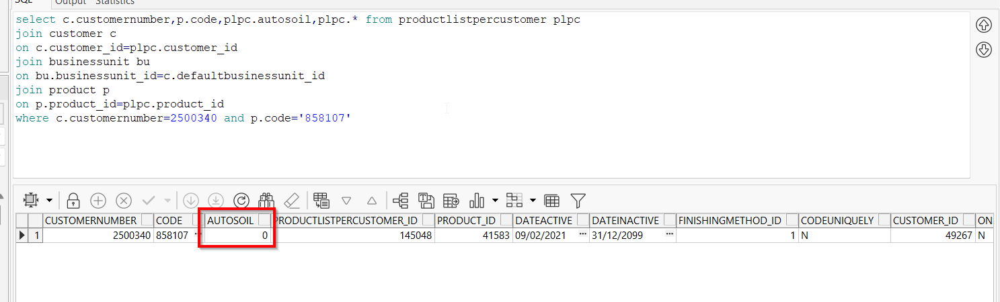 SQL Output Statistics
select c.customernumber,p.code,plpc.autosoil,plpc.* from productlistpercustomer plpc
join customer c
on c.customer_id=plpc.customer_id
join businessunit bu
on bu.businessunit_id=c.defaultbusinessunit_id
join product p
on p.product_id=plpc.product_id
where c.customernumber=2500340 and p.code='858107'
CUSTOMERNUMBER CODE AUTOSOIL PRODUCTLISTPERCUSTOMER_ID PRODUCT_ID DATEACTIVE DATEINACTIVE FINISHINGMETHOD_ID CODEUNIQUELY CUSTOMER_ID ON
1 2500340 858107 ... 0 145048 41583 09/02/2021 ... 31/12/2099 ... 1 N 49267 N